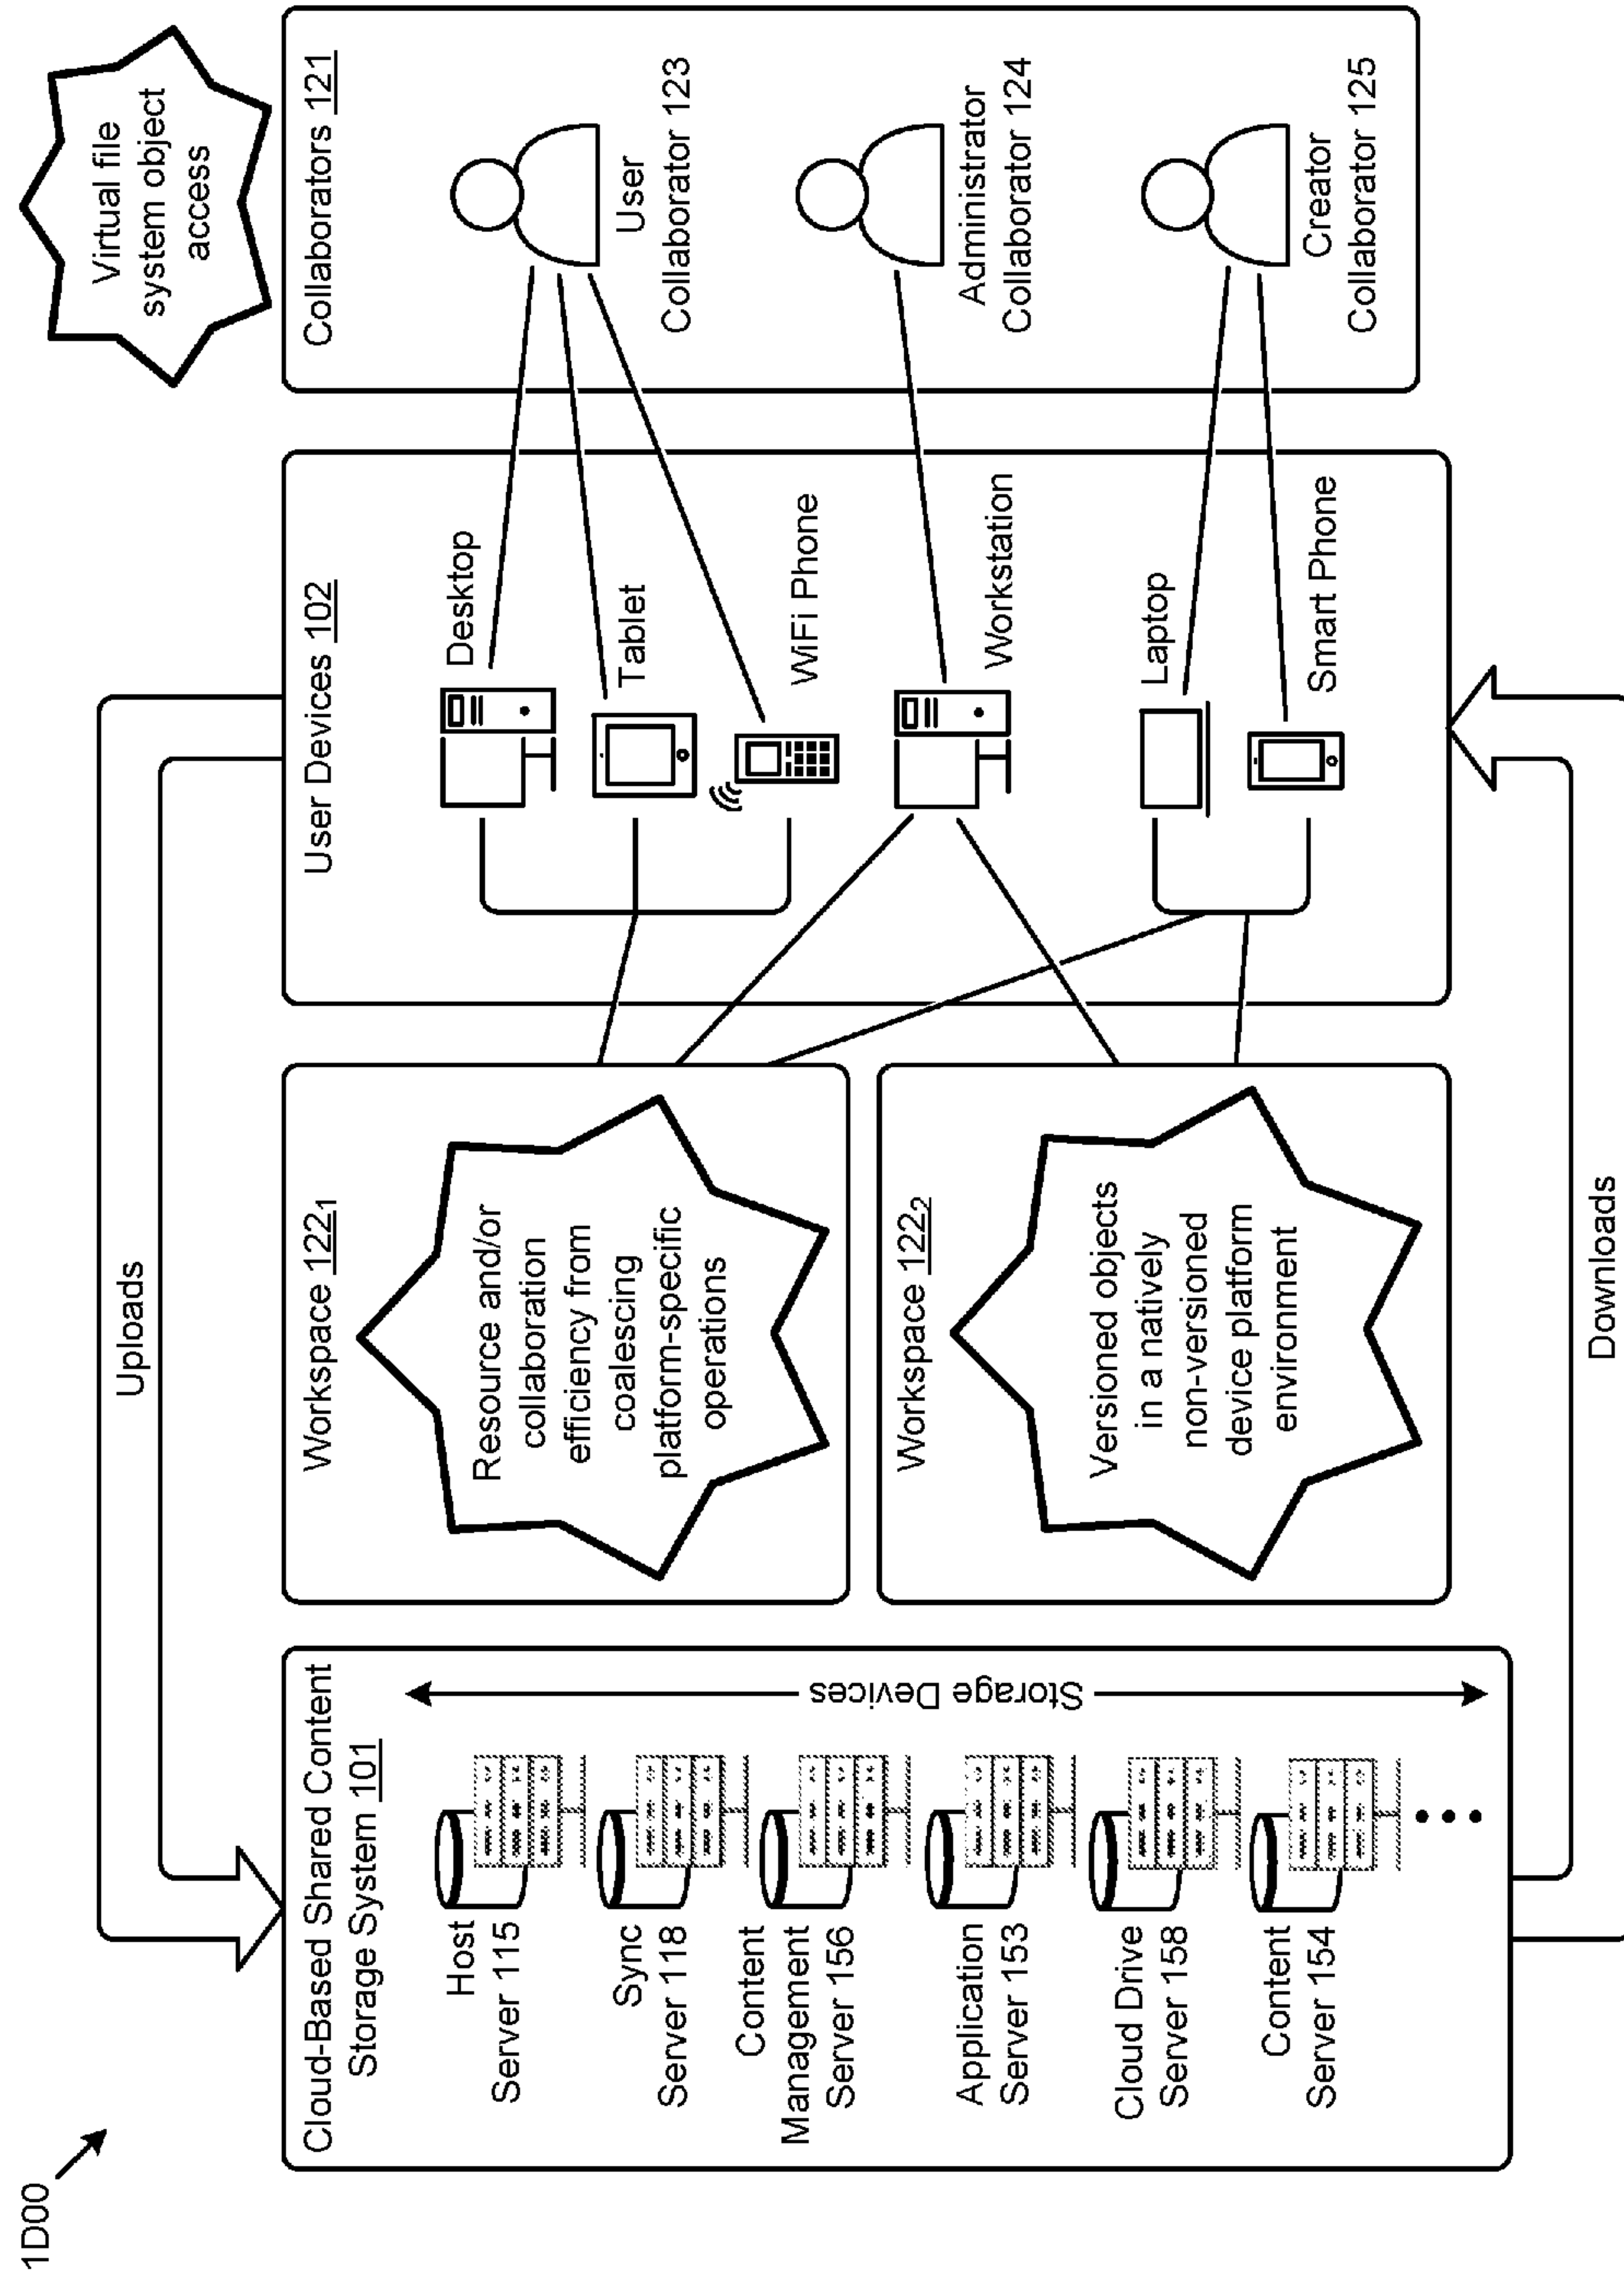 1D00
Uploads
Virtual file
system object
access
Cloud-Based Shared Content
Storage System 101
Host
Server 115
Sync
Server 118
Content
Management
Server 156
Application
Server 153
Cloud Drive
Server 158
Content
Server 154
Storage Devices
Workspace 122₁
Resource and/or
collaboration
efficiency from
coalescing
platform-specific
operations
Workspace 122₂
Versioned objects
in a natively
non-versioned
device platform
environment
User Devices 102
Desktop
Tablet
WiFi Phone
Workstation
Laptop
Smart Phone
Collaborators 121
User
Collaborator 123
Administrator
Collaborator 124
Creator
Collaborator 125
Downloads